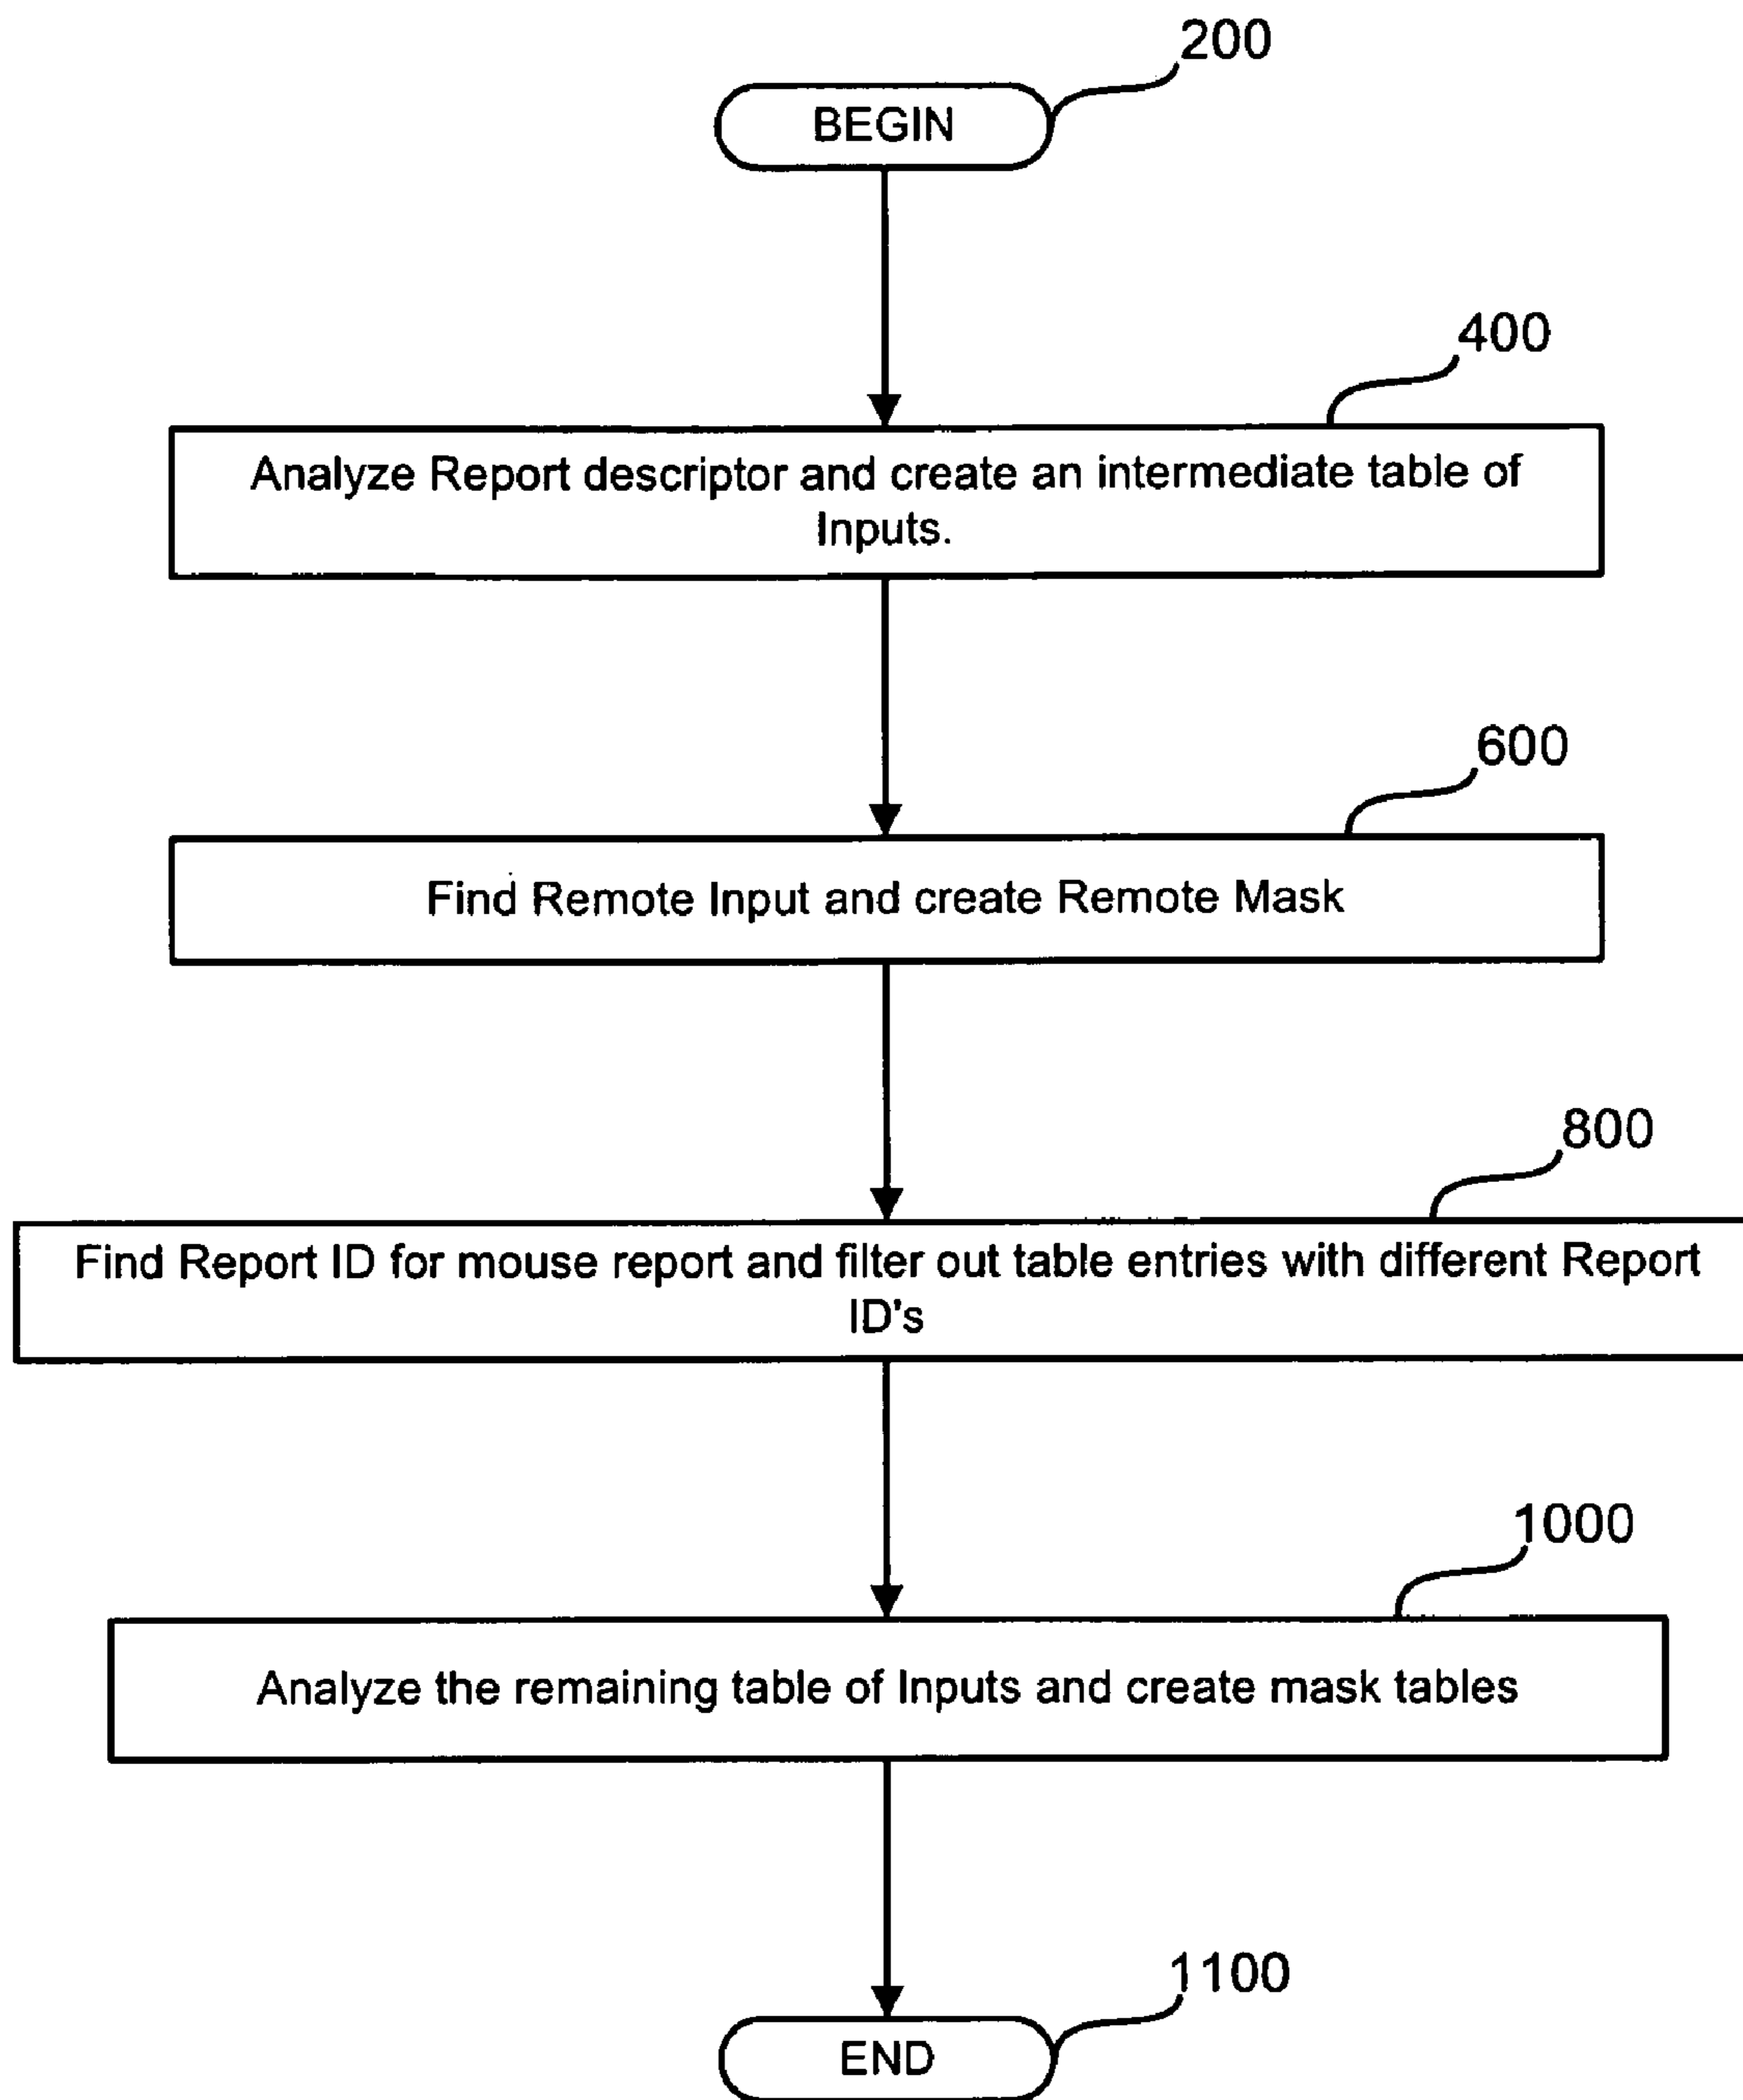 200
BEGIN
400
Analyze Report descriptor and create an intermediate table of
Inputs.
600
Find Remote Input and create Remote Mask
800
Find Report ID for mouse report and filter out table entries with different Report
ID's
1000
Analyze the remaining table of Inputs and create mask tables
1100
END